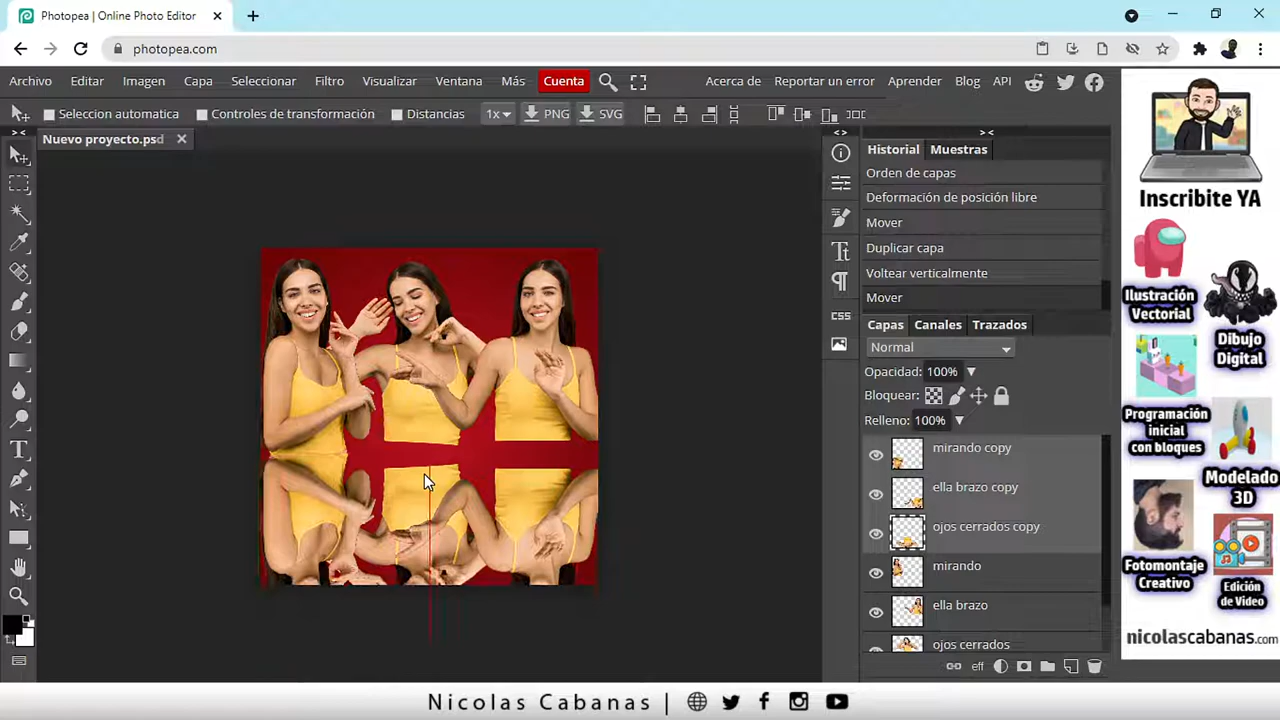 Photopea | Online Photo Editor
photopea.com
Archivo Editar Imagen Capa Seleccionar Filtro Visualizar Ventana Más Cuenta Acerca de Reportar un error Aprender Blog API
Seleccion automatica Controles de transformación Distancias 1x PNG SVG
Nuevo proyecto.psd
Historial Muestras
Orden de capas
Deformación de posición libre
Mover
Duplicar capa
Voltear verticalmente
Mover
Capas Canales Trazados
Normal
Opacidad: 100%
Bloquear:
Relleno: 100%
mirando copy
ella brazo copy
ojos cerrados copy
mirando
ella brazo
ojos cerrados
eff
CSS
Inscribite YA
Ilustración
Vectorial
Dibujo
Digital
Programación
inicial
con bloques
Modelado
3D
Fotomontaje
Creativo
Edición
de Video
nicolascabanas.com
Nicolas Cabanas |